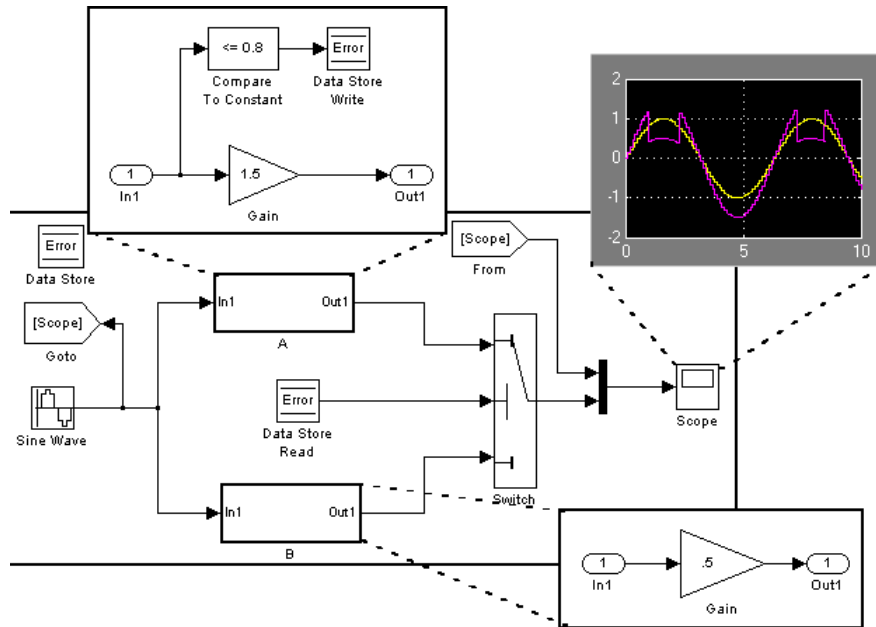 <= 0.8
Error
Compare
To Constant
Data Store
Write
1
In1
1.5
Gain
1
Out1
2
1
0
-1
-2
0
5
10
Error
Data Store
[Scope]
From
[Scope]
Goto
In1
Out1
A
Sine Wave
Error
Data Store
Read
Switch
Scope
In1
Out1
B
1
In1
.5
Gain
1
Out1